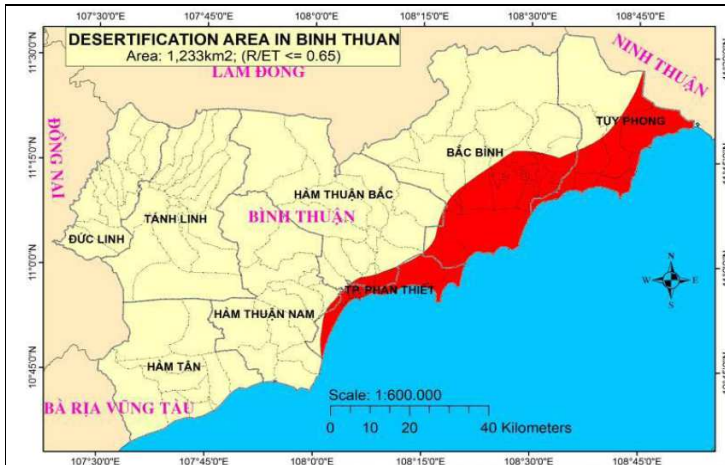 107°30'0"E 107°45'0"E 108°0'0"E 108°15'0"E 108°30'0"E 108°45'0"E
DESERTIFICATION AREA IN BINH THUAN
Area: 1,233km2; (R/ET <= 0.65)
11°30'0"N
LAM ĐONG
NINH THUẬN
ĐỒNG NAI
TUY PHONG
BẮC BÌNH
11°15'0"N
HÀM THUẬN BẮC
TÁNH LINH
BÌNH THUẬN
ĐỨC LINH
11°0'0"N
TP. PHAN THIẾT
N
W E
S
HÀM THUẬN NAM
HÀM TÂN
10°45'0"N
BÀ RỊA VŨNG TÀU
Scale: 1:600.000
0 10 20 40 Kilometers
107°30'0"E 107°45'0"E 108°0'0"E 108°15'0"E 108°30'0"E 108°45'0"E